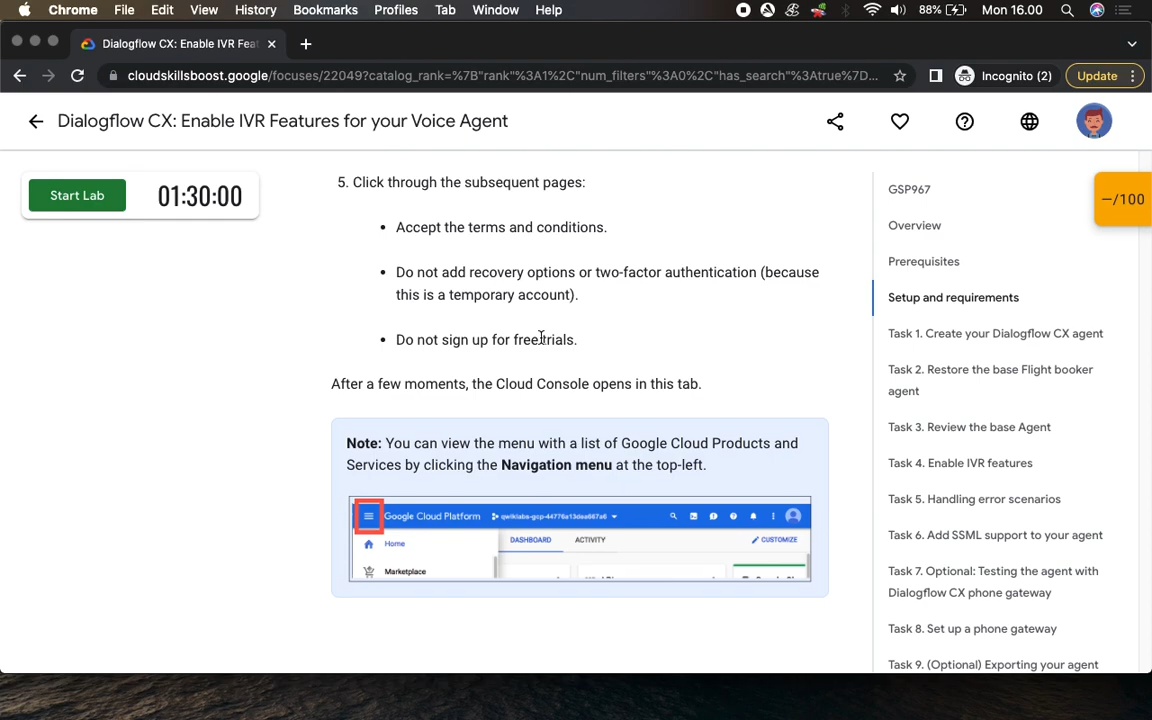 Chrome File Edit View History Bookmarks Profiles Tab Window Help 88% Mon 16.00
Dialogflow CX: Enable IVR Feat
cloudskillsboost.google/focuses/22049?catalog_rank=%7B"rank"%3A1%2C"num_filters"%3A0%2C"has_search"%3Atrue%7D... Incognito (2) Update
Dialogflow CX: Enable IVR Features for your Voice Agent
Start Lab 01:30:00
5. Click through the subsequent pages:
Accept the terms and conditions.
Do not add recovery options or two-factor authentication (because
this is a temporary account).
Do not sign up for free trials.
After a few moments, the Cloud Console opens in this tab.
Note: You can view the menu with a list of Google Cloud Products and
Services by clicking the Navigation menu at the top-left.
Google Cloud Platform qwiklabs-gcp-44776a13dea687a6
Home DASHBOARD ACTIVITY CUSTOMIZE
Marketplace
GSP967
–/100
Overview
Prerequisites
Setup and requirements
Task 1. Create your Dialogflow CX agent
Task 2. Restore the base Flight booker
agent
Task 3. Review the base Agent
Task 4. Enable IVR features
Task 5. Handling error scenarios
Task 6. Add SSML support to your agent
Task 7. Optional: Testing the agent with
Dialogflow CX phone gateway
Task 8. Set up a phone gateway
Task 9. (Optional) Exporting your agent